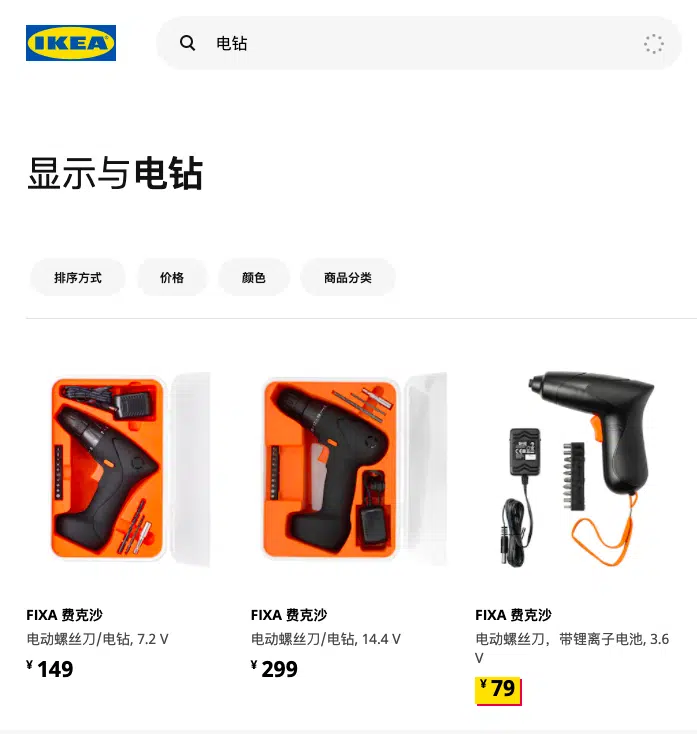 IKEA
电钻
显示与电钻
排序方式 价格 颜色 商品分类
FIXA 费克沙
电动螺丝刀/电钻, 7.2 V
¥149
FIXA 费克沙
电动螺丝刀/电钻, 14.4 V
¥299
FIXA 费克沙
电动螺丝刀，带锂离子电池, 3.6
V
¥79